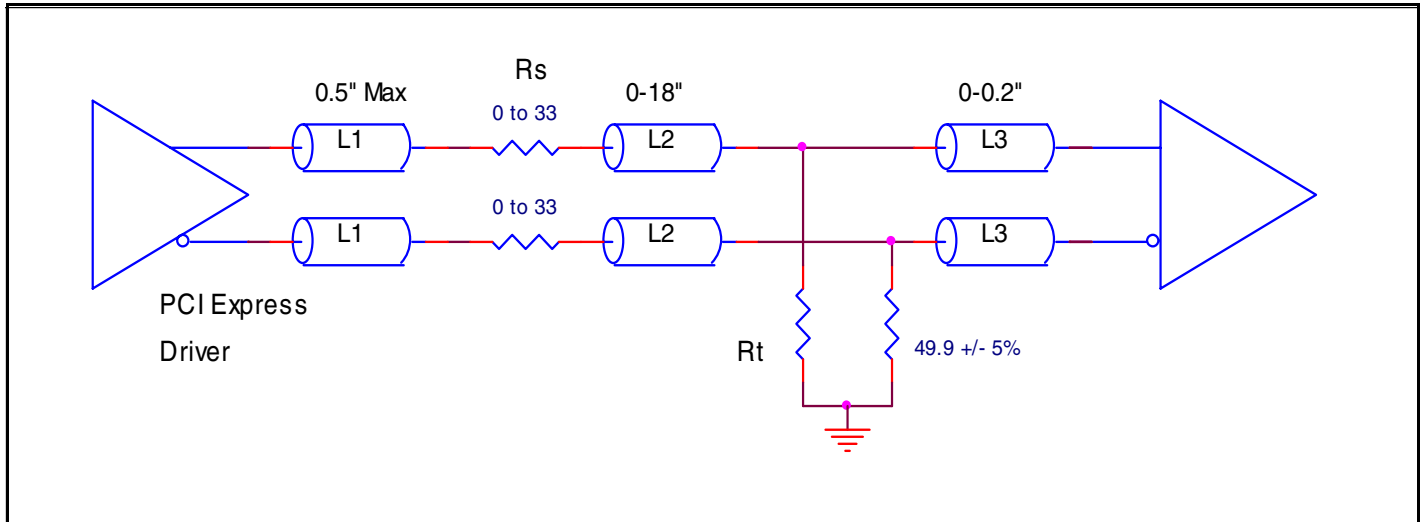 Rs
0.5" Max
0-18"
0-0.2"
0 to 33
L1
L2
L3
0 to 33
L1
L2
L3
PCI Express
Driver
Rt
49.9 +/- 5%